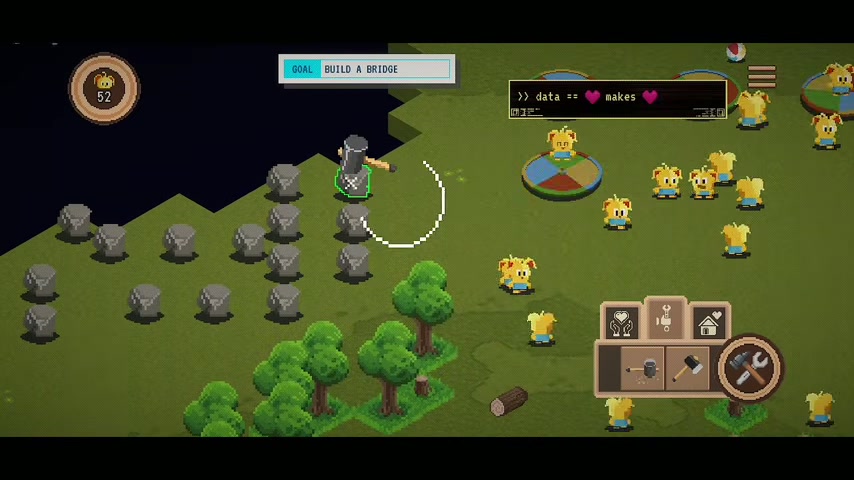 GOAL BUILD A BRIDGE
52
>> data == ♥ makes ♥